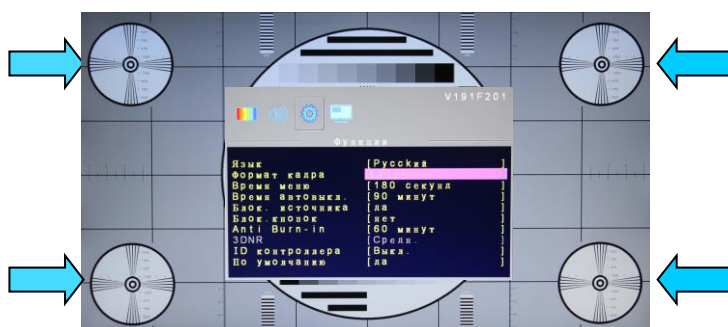 V191F201
Функции
Язык [Русский ]
Формат кадра
Время меню [180 секунд ]
Время автовыкл. [90 минут ]
Блок. источника [да ]
Блок.кнопок [нет ]
Anti Burn-in [60 минут ]
3DNR [Средн. ]
ID контроллера [Выкл. ]
По умолчанию [да ]